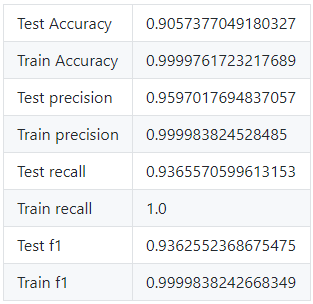 Test Accuracy 0.9057377049180327
Train Accuracy 0.9999761723217689
Test precision 0.9597017694837057
Train precision 0.999983824528485
Test recall 0.9365570599613153
Train recall 1.0
Test f1 0.9362552368675475
Train f1 0.9999838242668349